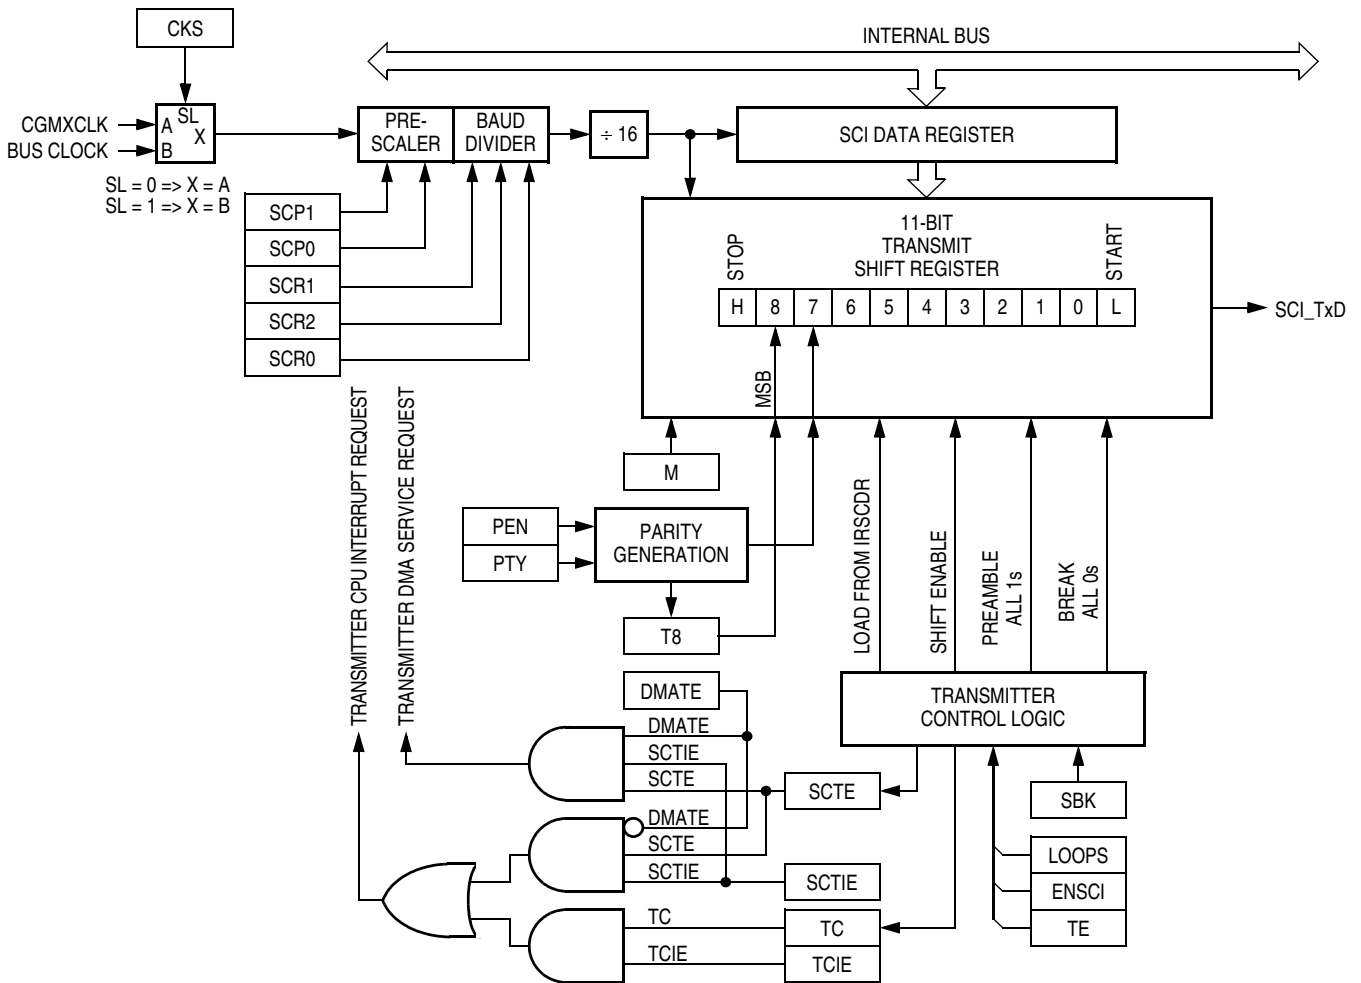 CKS
INTERNAL BUS
CGMXCLK
BUS CLOCK
SL
A
X
B
SL = 0 => X = A
SL = 1 => X = B
PRE-
SCALER
BAUD
DIVIDER
÷ 16
SCI DATA REGISTER
SCP1
SCP0
SCR1
SCR2
SCR0
11-BIT
TRANSMIT
SHIFT REGISTER
STOP
START
H 8 7 6 5 4 3 2 1 0 L
SCI_TxD
MSB
TRANSMITTER CPU INTERRUPT REQUEST
TRANSMITTER DMA SERVICE REQUEST
M
PEN
PTY
PARITY
GENERATION
T8
LOAD FROM IRSCDR
SHIFT ENABLE
PREAMBLE
ALL 1s
BREAK
ALL 0s
TRANSMITTER
CONTROL LOGIC
DMATE
DMATE
SCTIE
SCTE
SCTE
SBK
DMATE
SCTE
SCTIE
SCTIE
LOOPS
ENSCI
TE
TC
TC
TCIE
TCIE